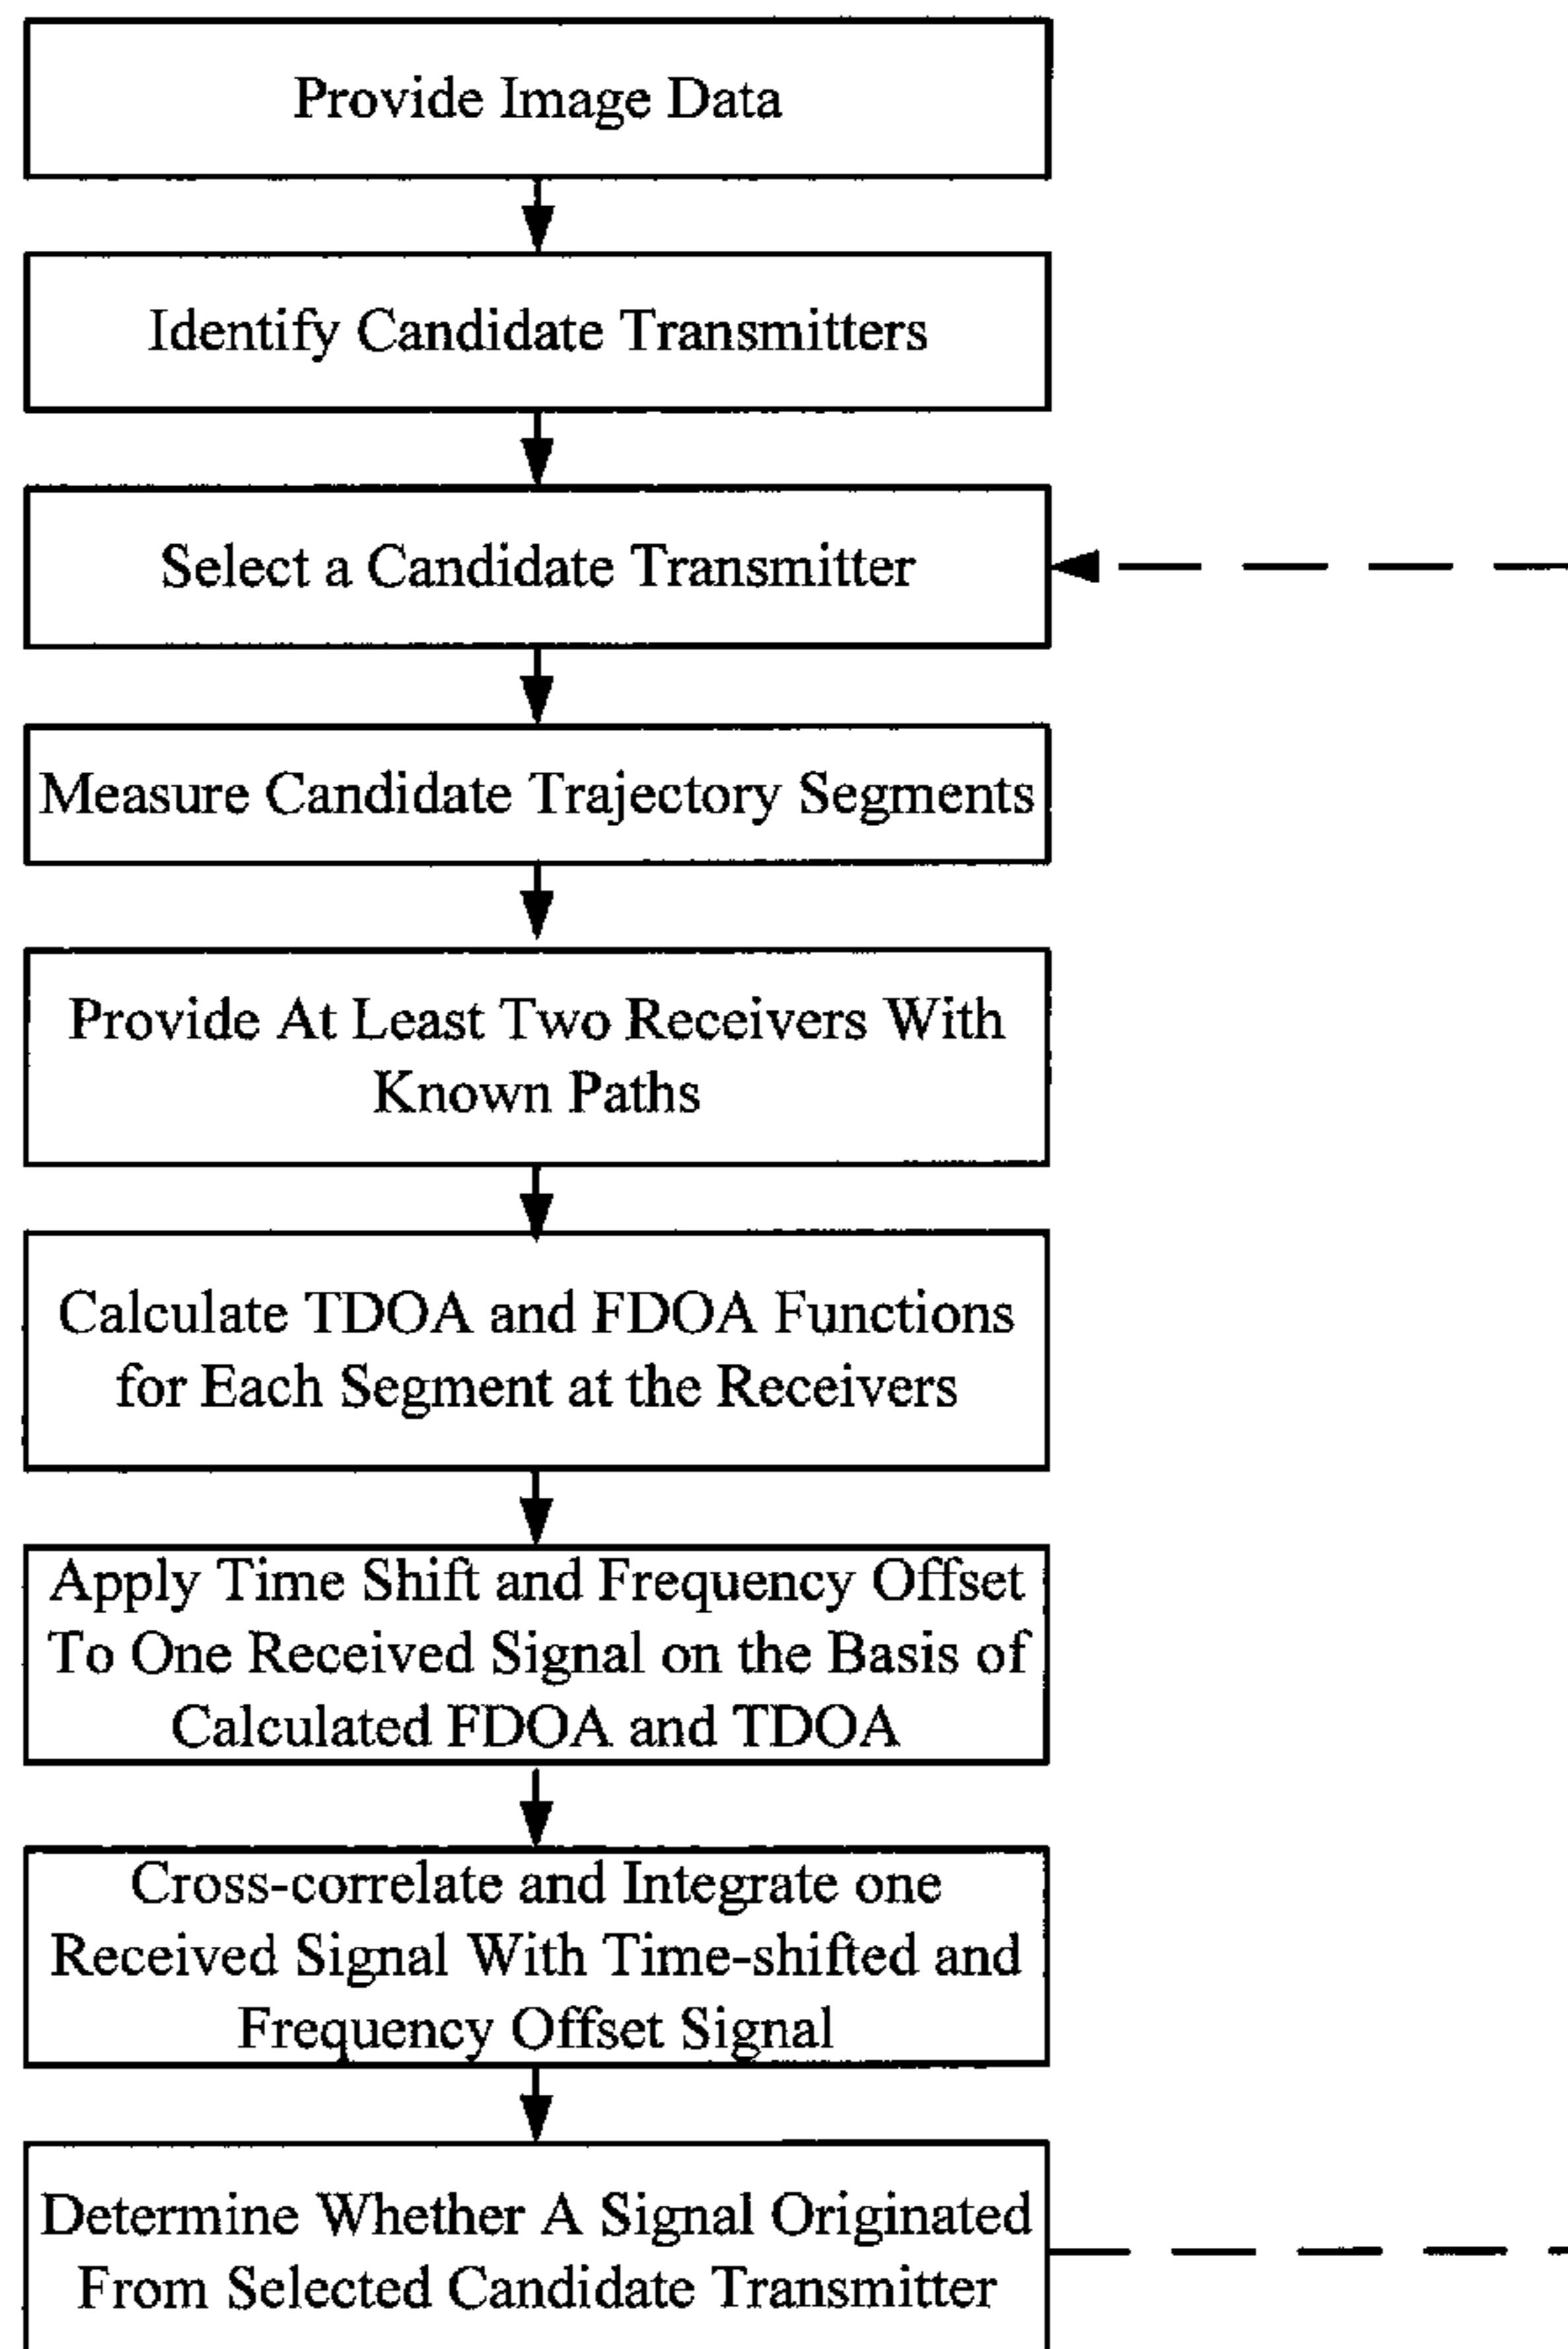 Provide Image Data
Identify Candidate Transmitters
Select a Candidate Transmitter
Measure Candidate Trajectory Segments
Provide At Least Two Receivers With
Known Paths
Calculate TDOA and FDOA Functions
for Each Segment at the Receivers
Apply Time Shift and Frequency Offset
To One Received Signal on the Basis of
Calculated FDOA and TDOA
Cross-correlate and Integrate one
Received Signal With Time-shifted and
Frequency Offset Signal
Determine Whether A Signal Originated
From Selected Candidate Transmitter